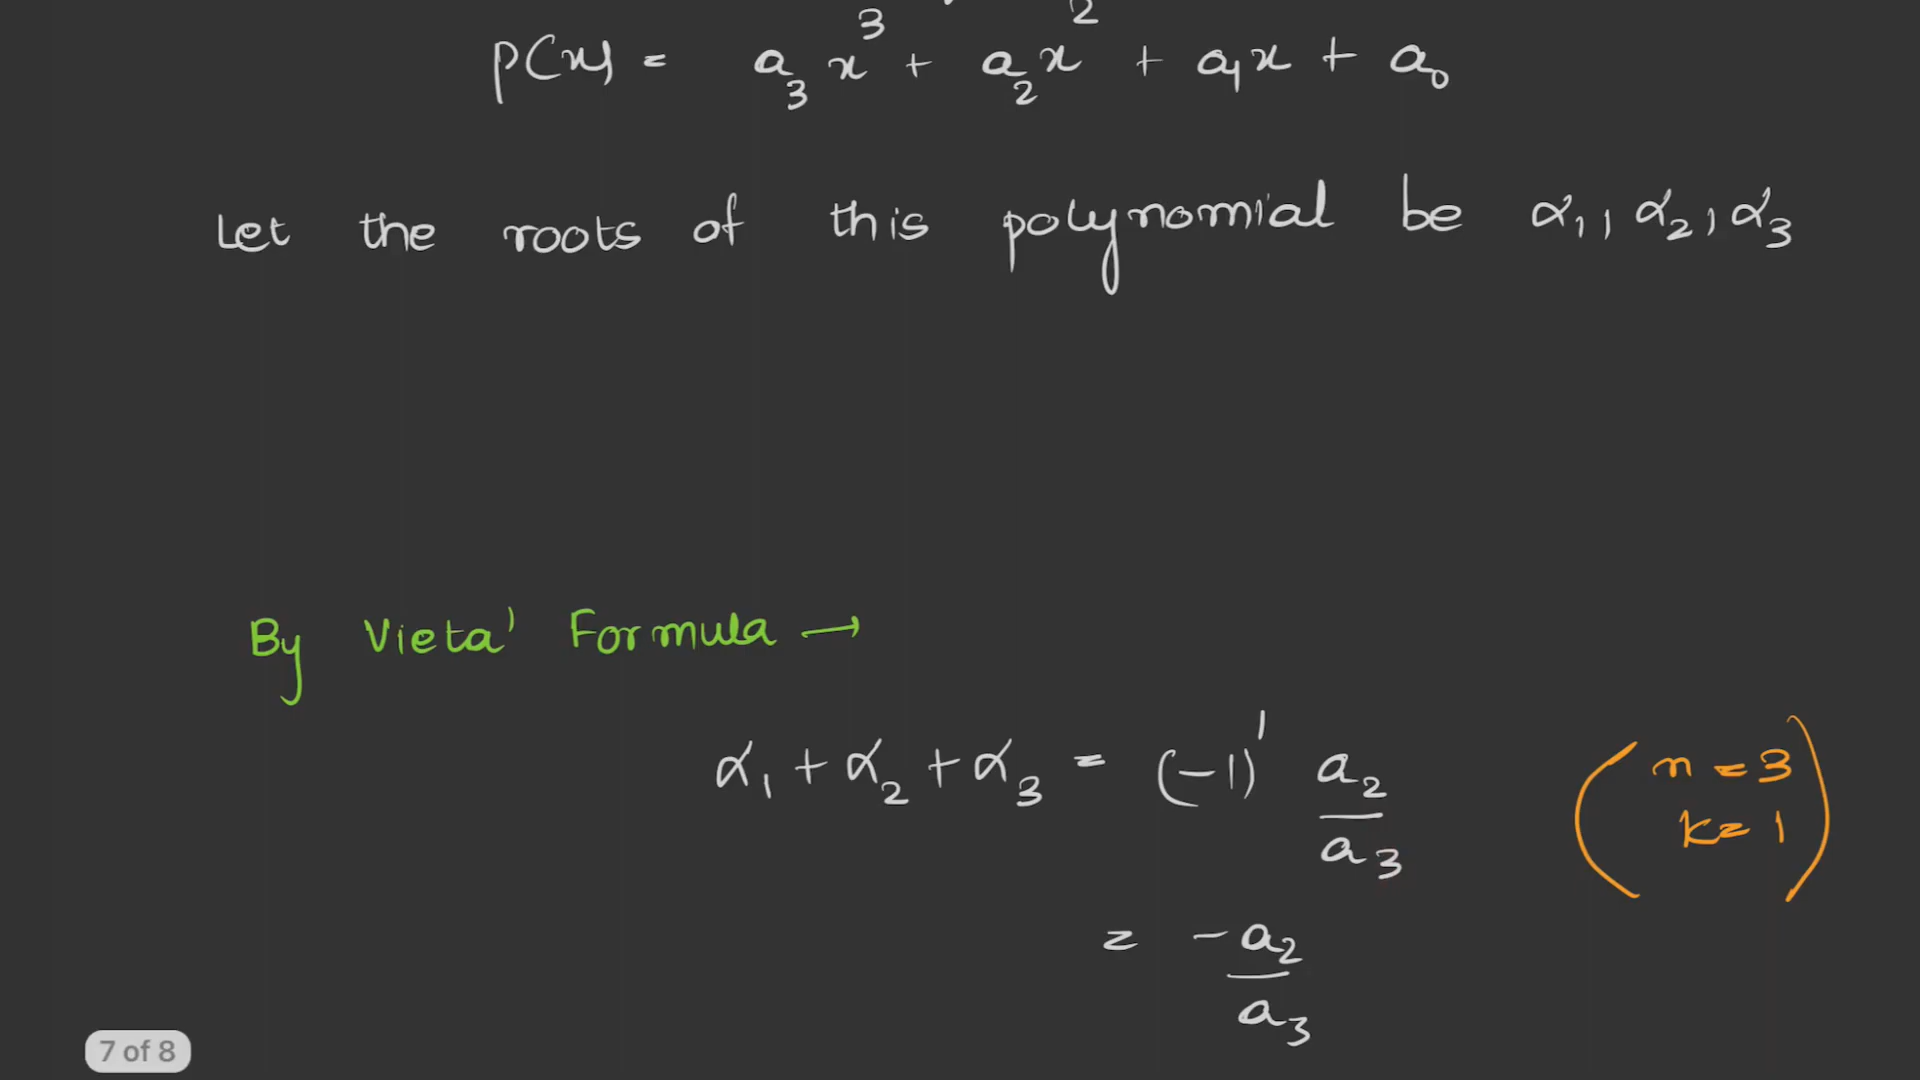 p(x) = a₃x³ + a₂x² + a₁x + a₀
Let the roots of this polynomial be α₁, α₂, α₃
By Vieta' Formula →
α₁ + α₂ + α₃ = (-1)¹ a₂/a₃ (n = 3
k = 1)
= -a₂/a₃
7 of 8